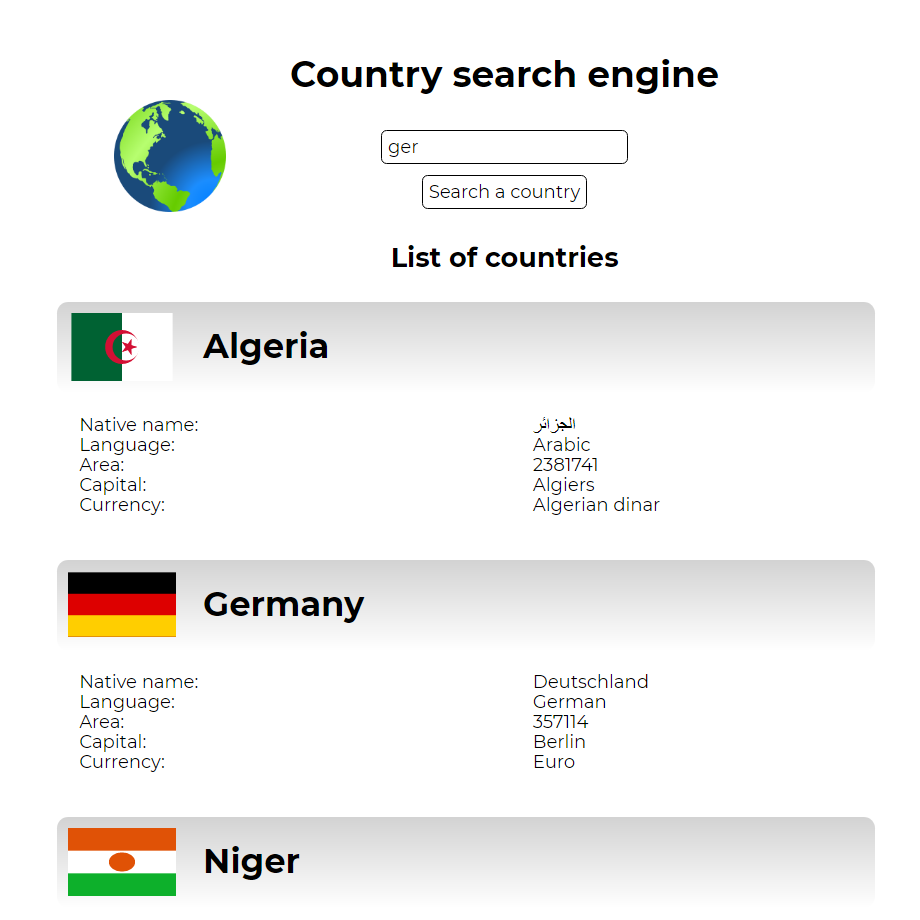 Country search engine
ger
Search a country
List of countries
Algeria
Native name: الجزائر
Language: Arabic
Area: 2381741
Capital: Algiers
Currency: Algerian dinar
Germany
Native name: Deutschland
Language: German
Area: 357114
Capital: Berlin
Currency: Euro
Niger